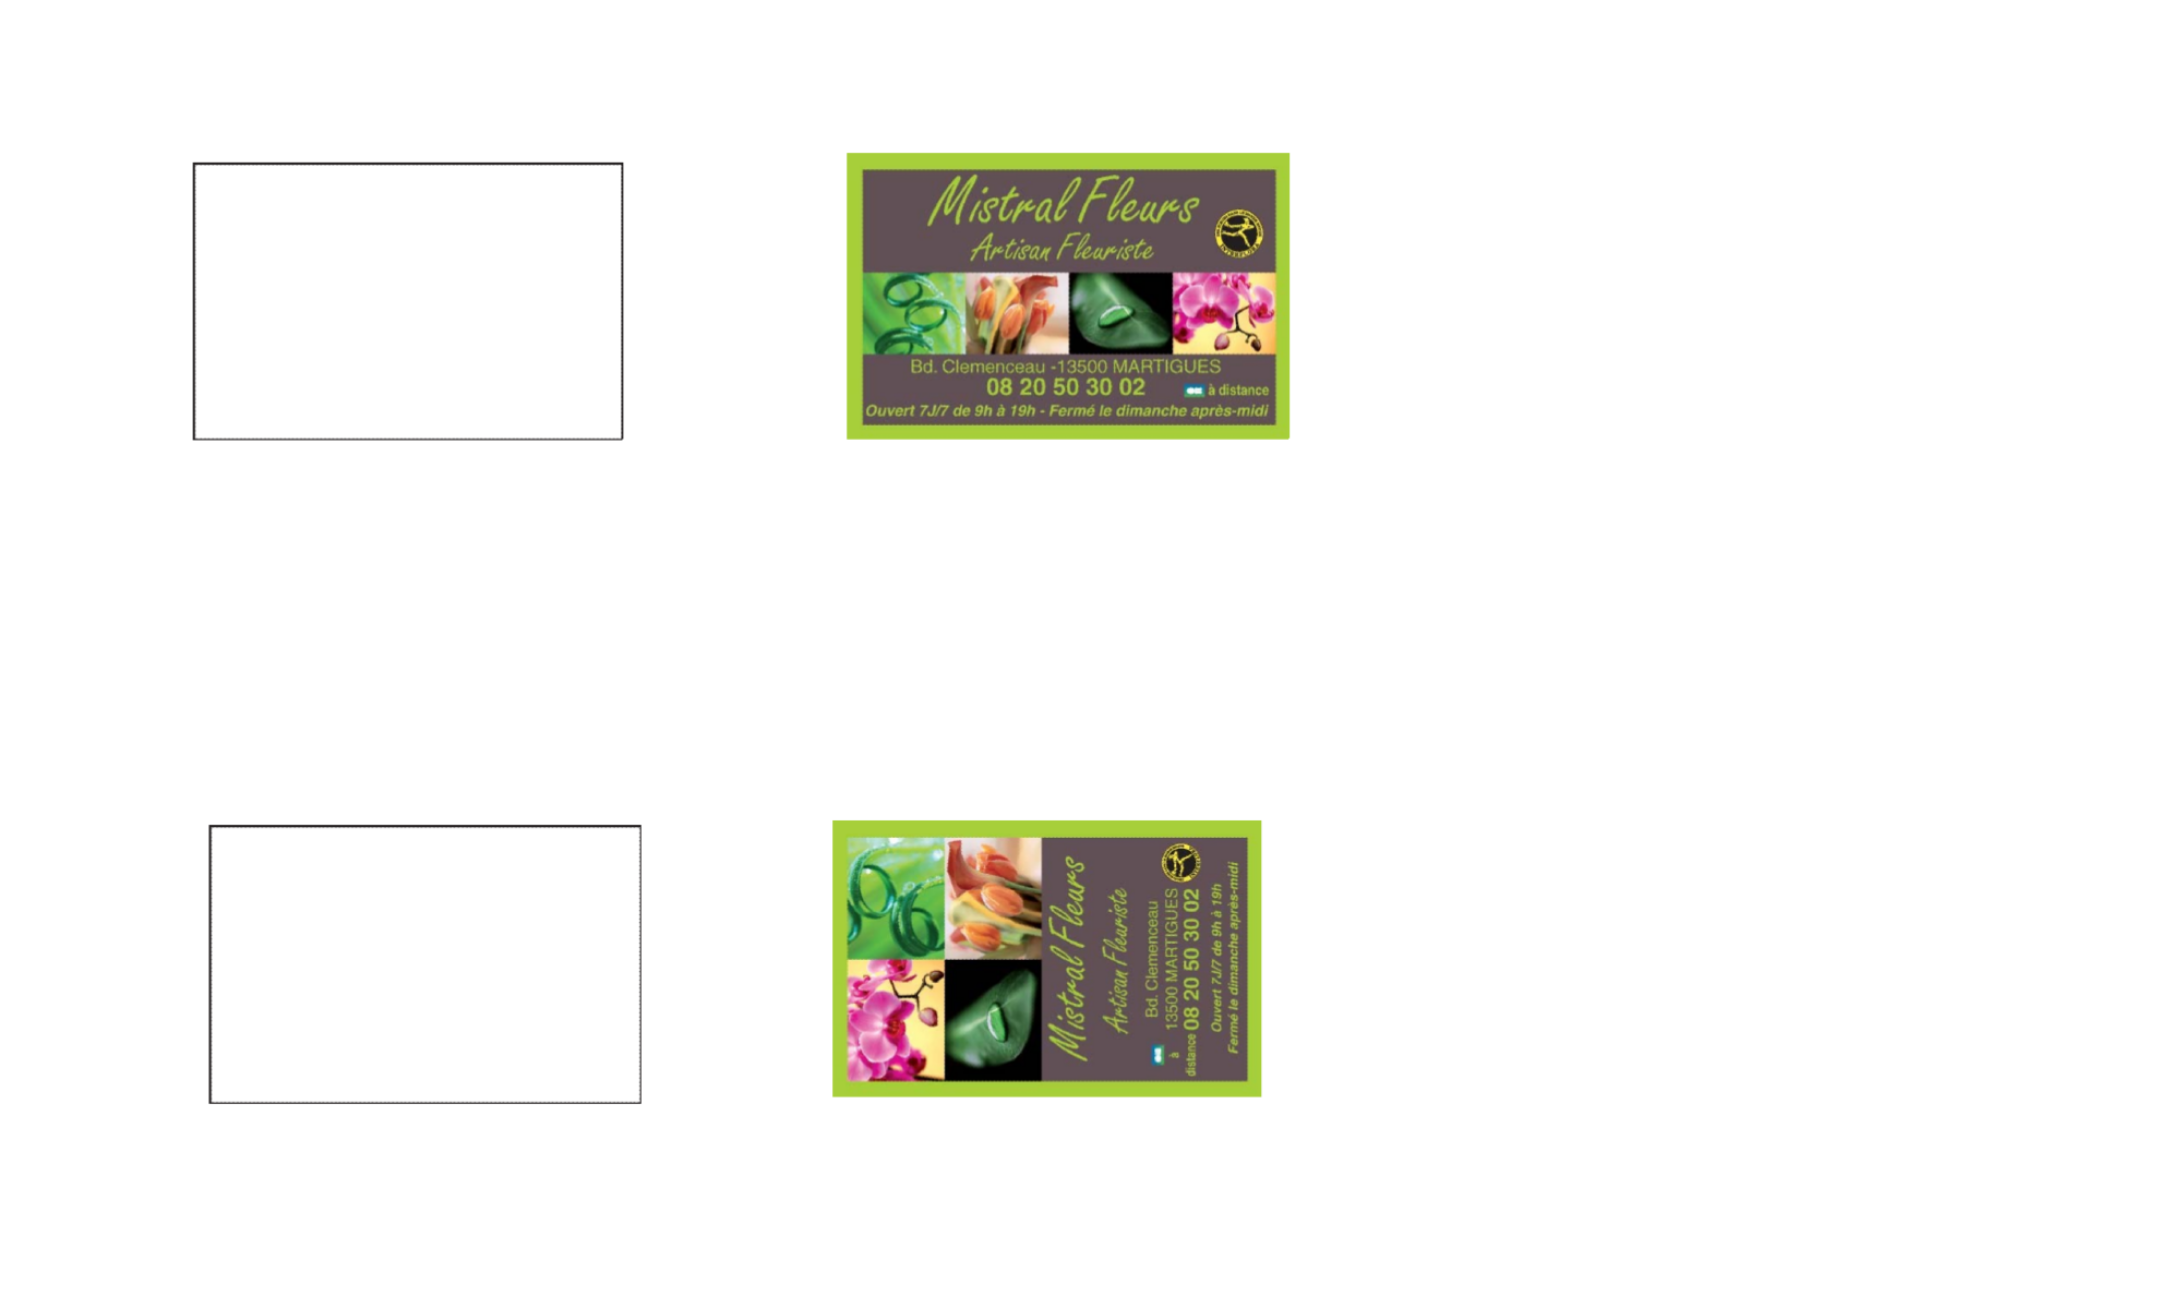 Mistral Fleurs
Artisan Fleuriste
INTERFLORA
Bd. Clemenceau -13500 MARTIGUES
08 20 50 30 02
à distance
Ouvert 7J/7 de 9h à 19h - Fermé le dimanche après-midi
Mistral Fleurs
Artisan Fleuriste
Bd. Clemenceau
13500 MARTIGUES
08 20 50 30 02
à
distance
Ouvert 7J/7 de 9h à 19h
Fermé le dimanche après-midi